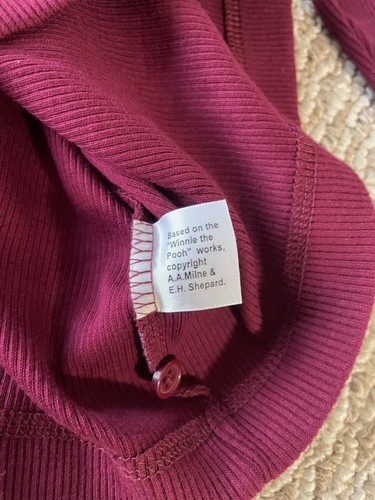 Based on the
"Winnie the
Pooh" works,
copyright
A.A.Milne &
E.H. Shepard.